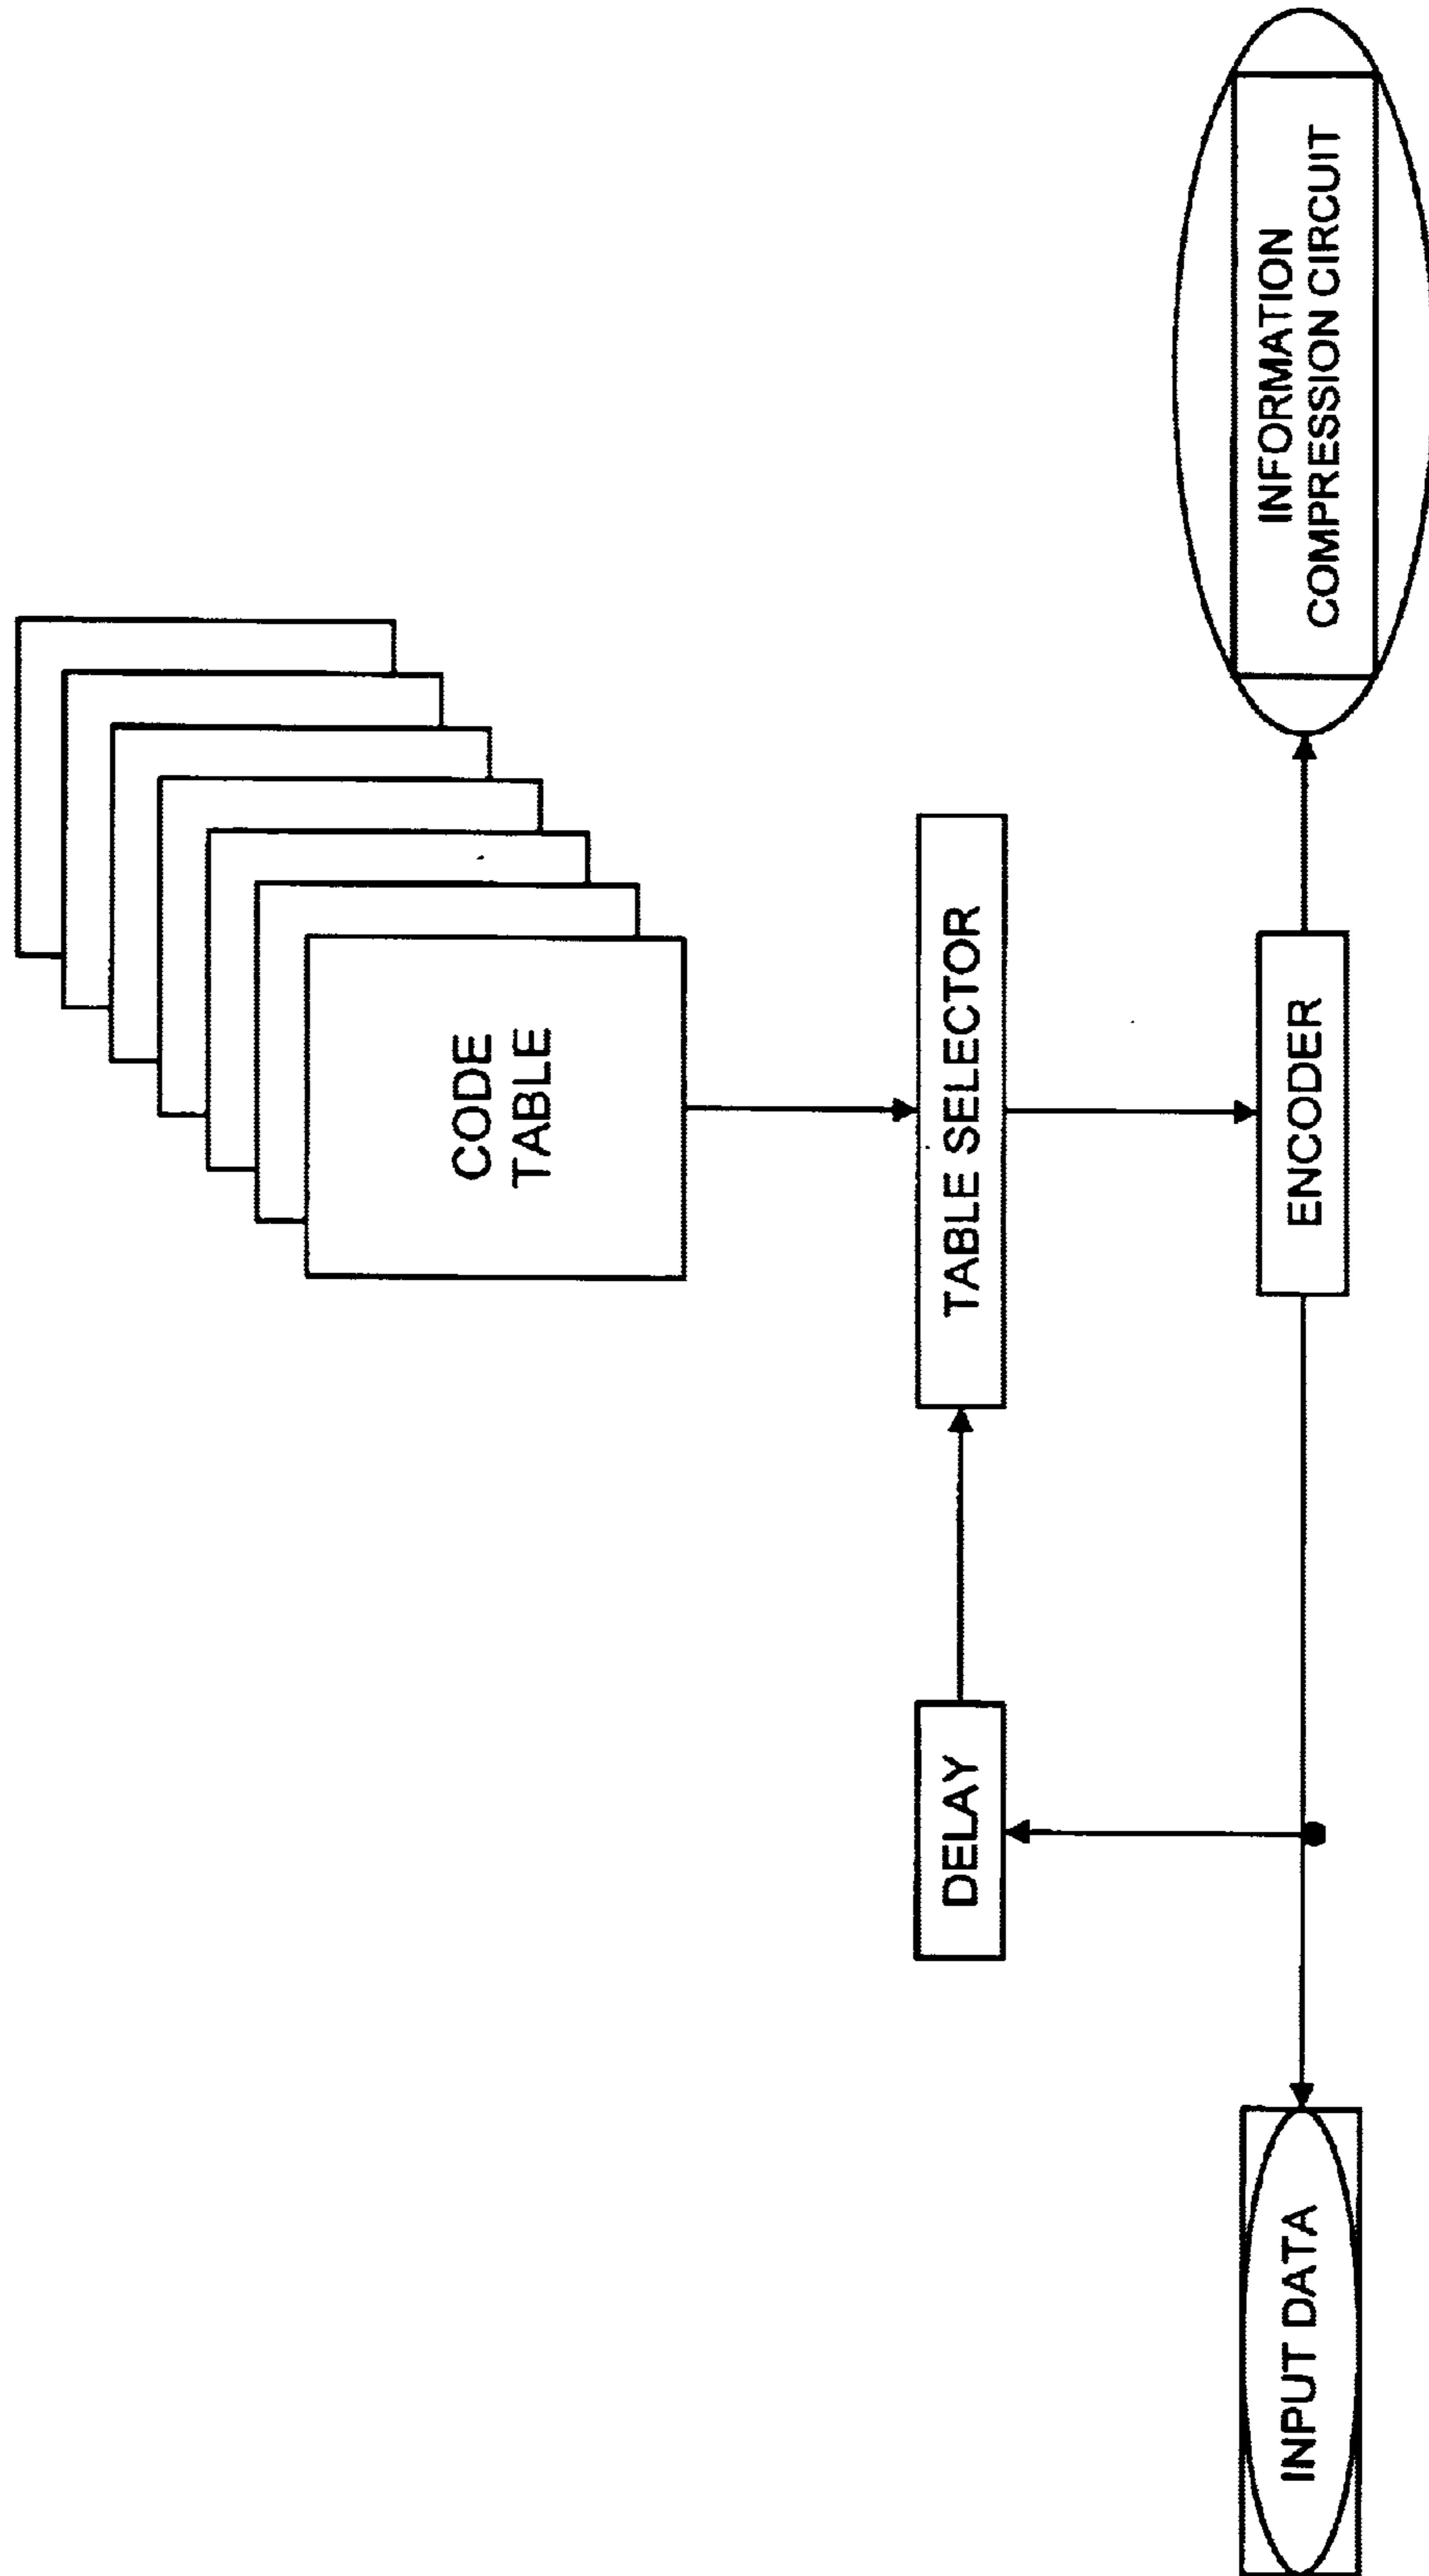 CODE
TABLE
DELAY
TABLE SELECTOR
INPUT DATA
ENCODER
INFORMATION
COMPRESSION CIRCUIT